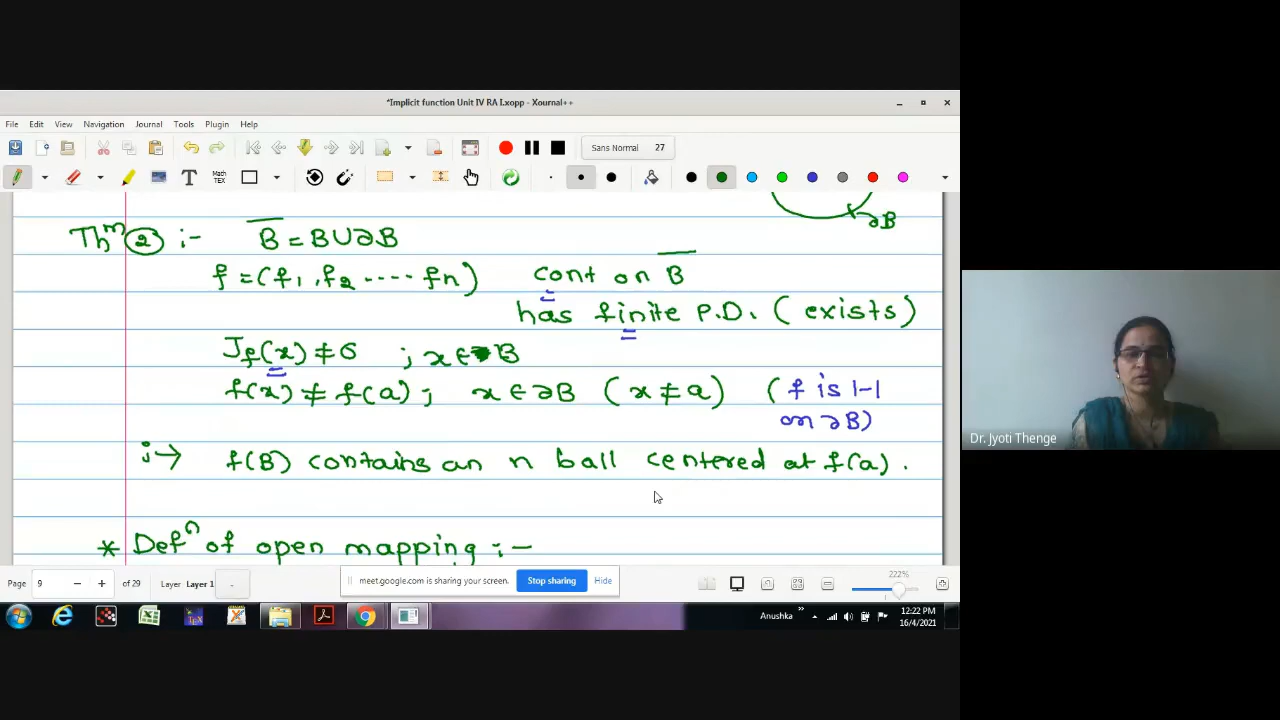 *Implicit function Unit IV RA I.xopp - Xournal++
File Edit View Navigation Journal Tools Plugin Help
Sans Normal 27
∂B
Thm 2 :- B̅ = B∪∂B
f = (f1, f2 ..... fn) cont on B̅
has finite P.D. (exists)
Jf(x) ≠ 0 ; x ∈ B
f(x) ≠ f(a) ; x ∈ ∂B (x ≠ a) (f is 1-1
on ∂B)
f(B) contains an n ball centered at f(a).
* Defn of open mapping :-
Page 9 of 29 Layer Layer 1
222%
meet.google.com is sharing your screen. Stop sharing Hide
Anushka
12:22 PM
16/4/2021
Dr. Jyoti Thenge